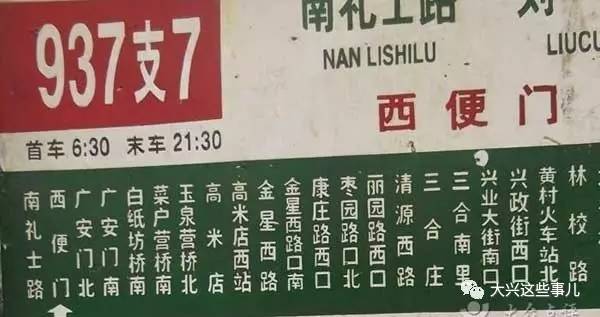 937支7
南礼士路 刘
NAN LISHILU LIUCU
西便门
首车 6:30 末车 21:30
南礼士路
西便门
广安门北
广安门南
白纸坊桥南
菜户营桥南
玉泉营桥北
高米店
高米店西站
金星西路
金星西路口南
康庄路西口
枣园路口北
丽园路西口
清源西路
三合庄
三合南里
兴业大街南口
兴政街西口
黄村火车站北
林校路
大兴这些事儿